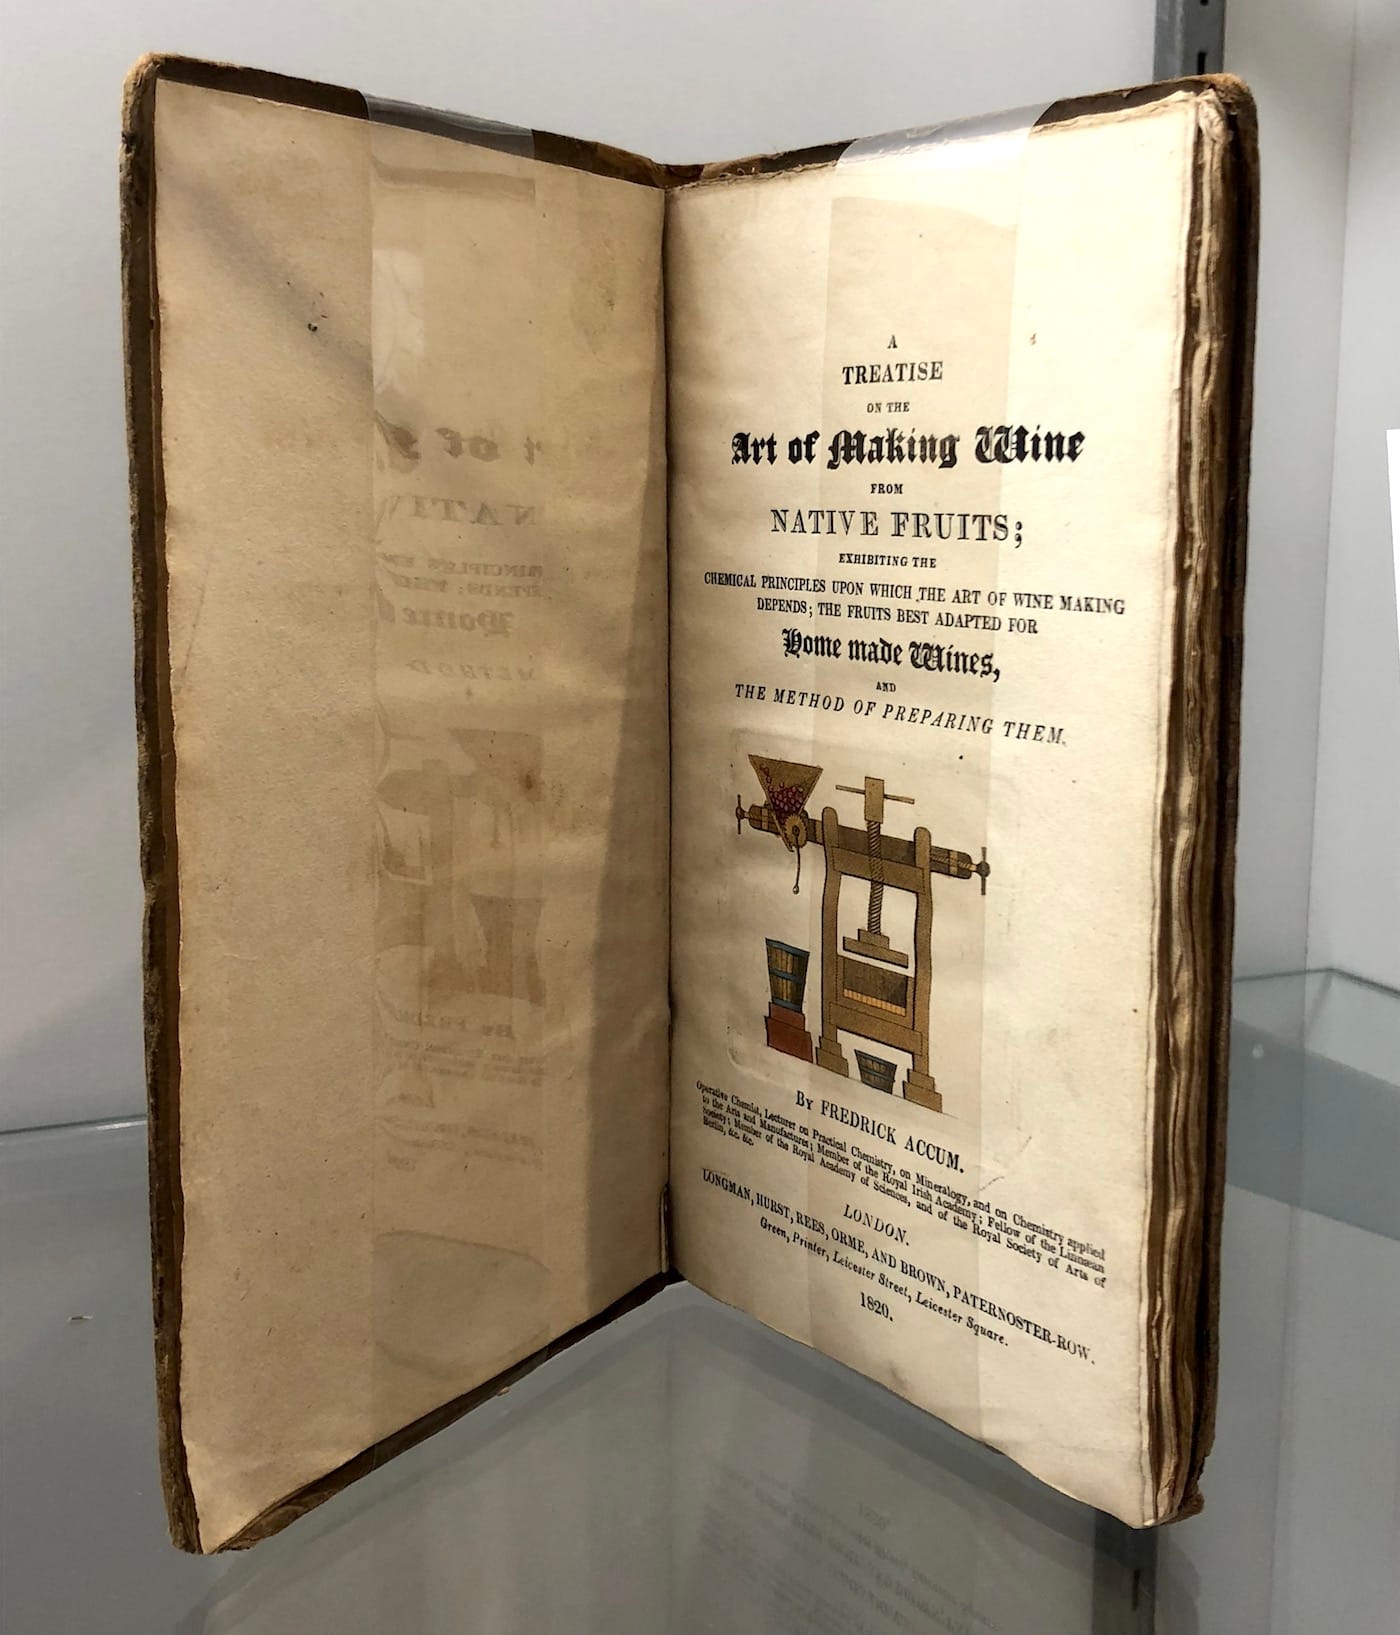 A
TREATISE
ON THE
Art of Making Wine
FROM
NATIVE FRUITS;
EXHIBITING THE
CHEMICAL PRINCIPLES UPON WHICH THE ART OF WINE MAKING
DEPENDS; THE FRUITS BEST ADAPTED FOR
Home made Wines,
AND
THE METHOD OF PREPARING THEM.
By FREDRICK ACCUM.
Operative Chemist, Lecturer on Practical Chemistry, on Mineralogy, and on Chemistry applied
to the Arts and Manufactures; Member of the Royal Irish Academy; Fellow of the Linnæan
Society; Member of the Royal Academy of Sciences, and of the Royal Society of Arts of
Berlin, &c. &c.
LONDON.
LONGMAN, HURST, REES, ORME, AND BROWN, PATERNOSTER-ROW.
Green, Printer, Leicester Street, Leicester Square.
1820.